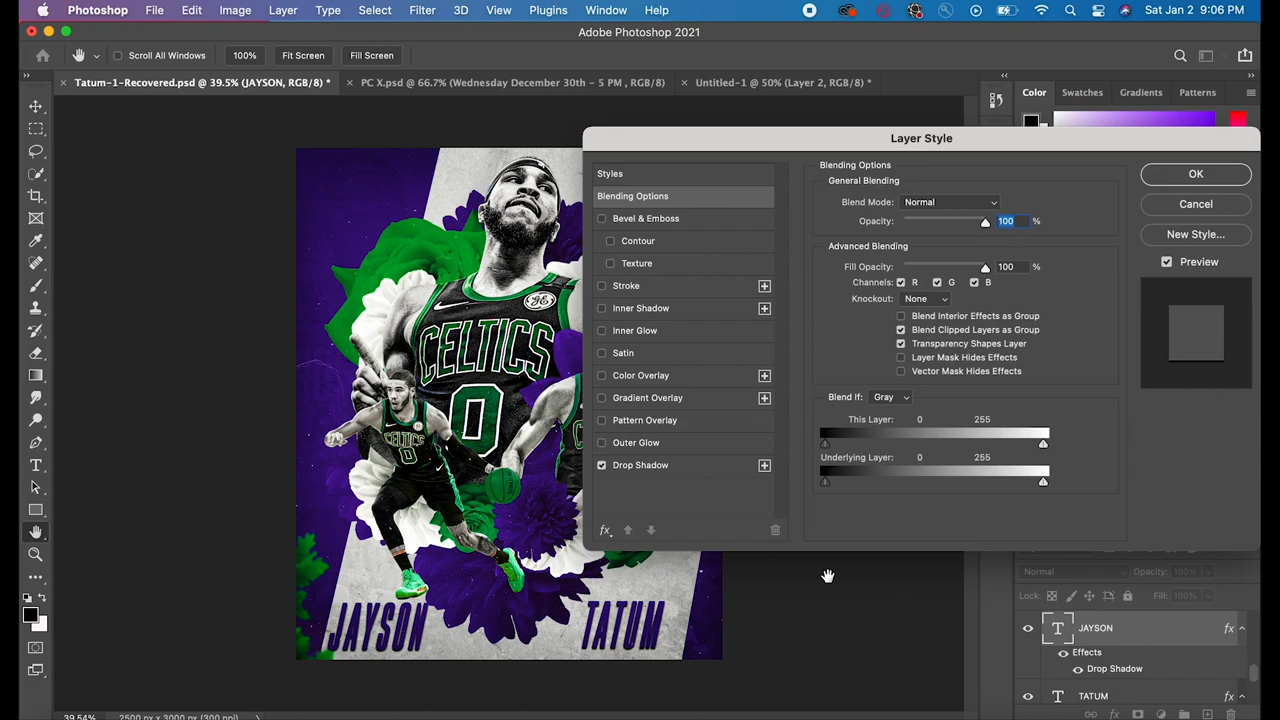 Photoshop File Edit Image Layer Type Select Filter 3D View Plugins Window Help Sat Jan 2 9:06 PM
Adobe Photoshop 2021
Scroll All Windows 100% Fit Screen Fill Screen
Tatum-1-Recovered.psd @ 39.5% (JAYSON, RGB/8) * PC X.psd @ 66.7% (Wednesday December 30th - 5 PM , RGB/8) Untitled-1 @ 50% (Layer 2, RGB/8) *
Color Swatches Gradients Patterns
Layer Style
Styles
Blending Options
Bevel & Emboss
Contour
Texture
Stroke
Inner Shadow
Inner Glow
Satin
Color Overlay
Gradient Overlay
Pattern Overlay
Outer Glow
Drop Shadow
fx
Blending Options
General Blending
Blend Mode: Normal
Opacity: 100 %
Advanced Blending
Fill Opacity: 100 %
Channels: R G B
Knockout: None
Blend Interior Effects as Group
Blend Clipped Layers as Group
Transparency Shapes Layer
Layer Mask Hides Effects
Vector Mask Hides Effects
Blend If: Gray
This Layer: 0 255
Underlying Layer: 0 255
OK
Cancel
New Style...
Preview
GE
CELTICS
0
CELTICS
0
JAYSON TATUM
Normal Opacity: 100%
Lock: Fill: 100%
T JAYSON fx
Effects
Drop Shadow
T TATUM fx
fx
39.54% 2500 px x 3000 px (300 ppi)